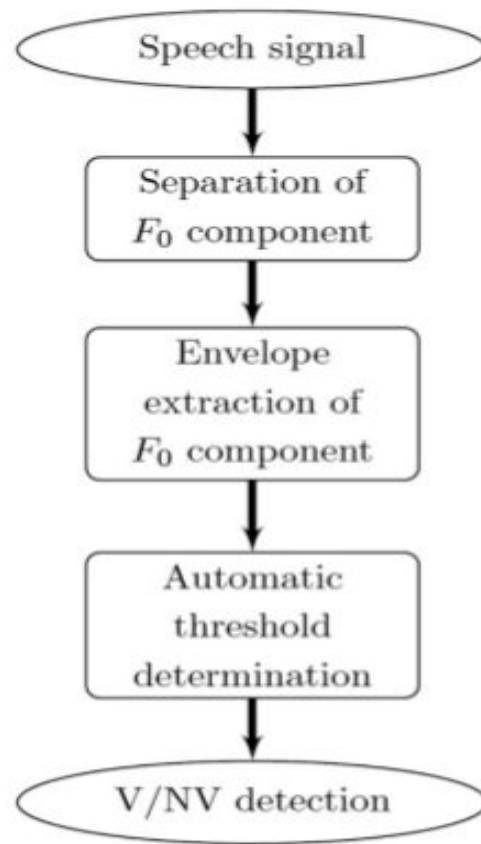 Speech signal
Separation of
F₀ component
Envelope
extraction of
F₀ component
Automatic
threshold
determination
V/NV detection